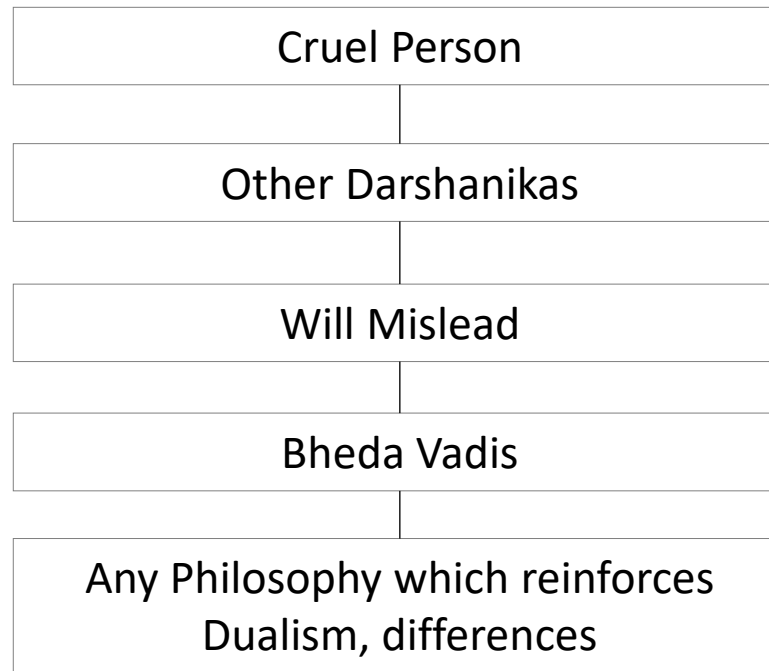 Cruel Person
Other Darshanikas
Will Mislead
Bheda Vadis
Any Philosophy which reinforces
Dualism, differences